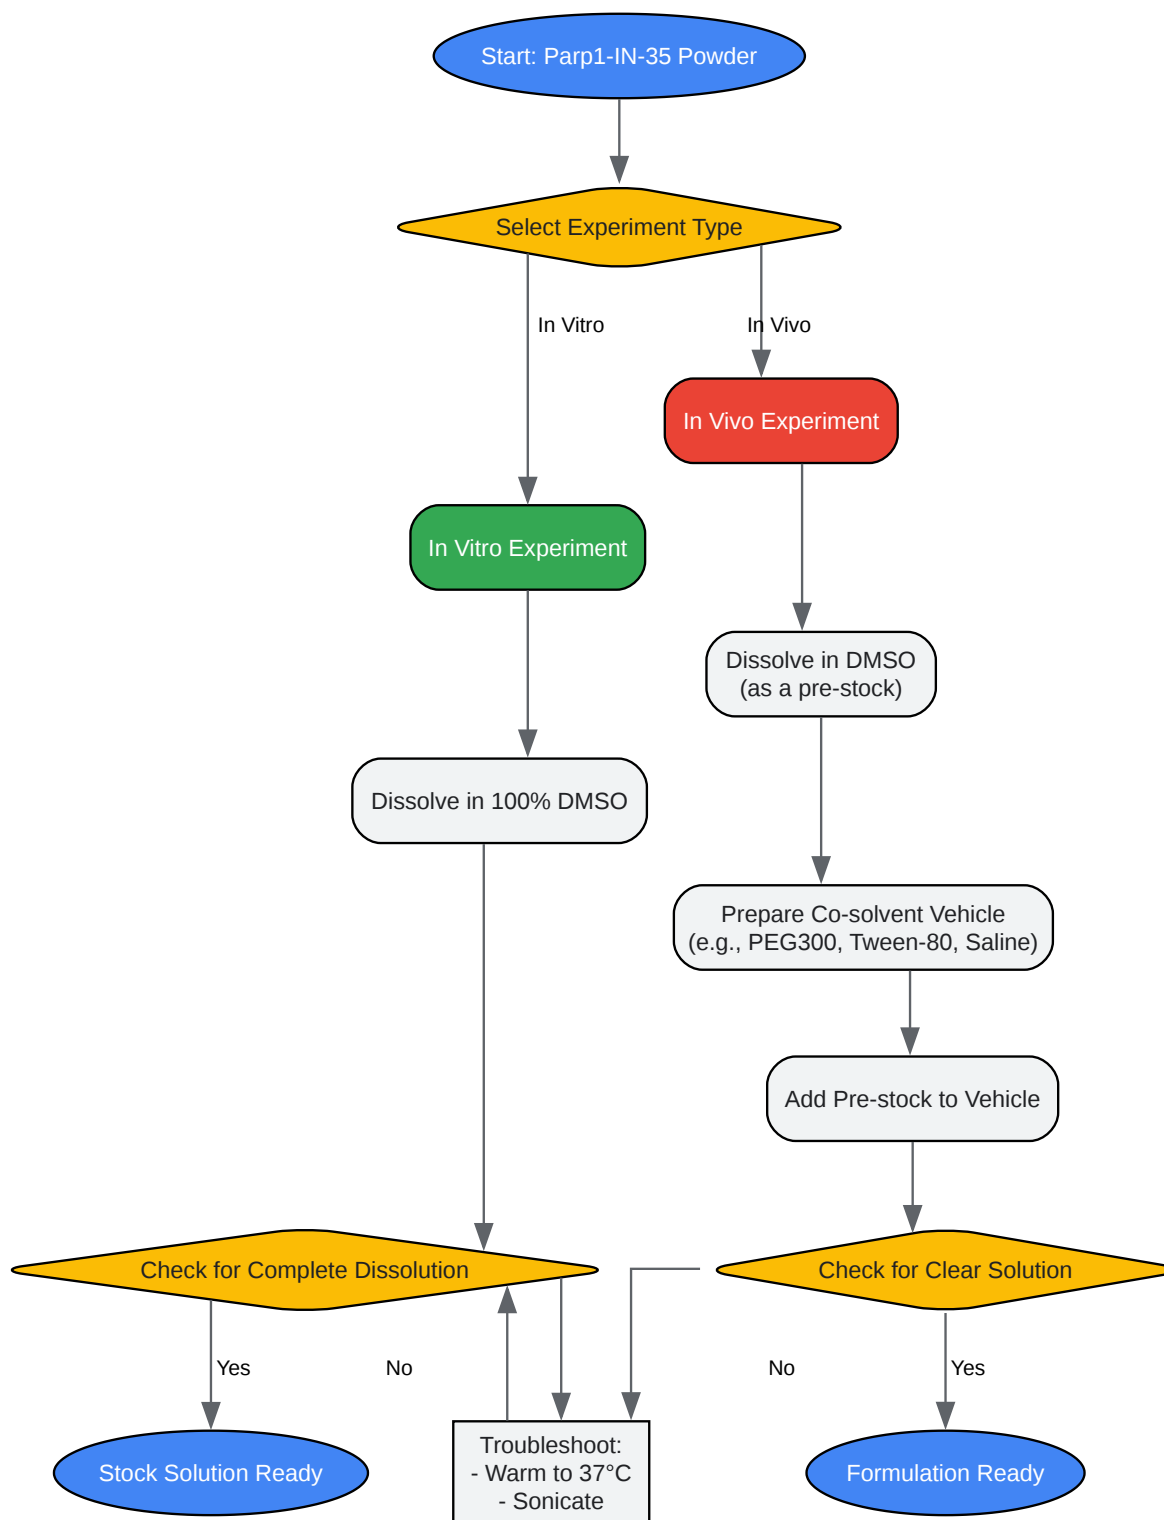 Start: Parp1-IN-35 Powder
Select Experiment Type
In Vitro
In Vivo
In Vivo Experiment
In Vitro Experiment
Dissolve in DMSO
(as a pre-stock)
Dissolve in 100% DMSO
Prepare Co-solvent Vehicle
(e.g., PEG300, Tween-80, Saline)
Add Pre-stock to Vehicle
Check for Complete Dissolution
Check for Clear Solution
Yes
No
No
Yes
Stock Solution Ready
Troubleshoot:
- Warm to 37°C
- Sonicate
Formulation Ready